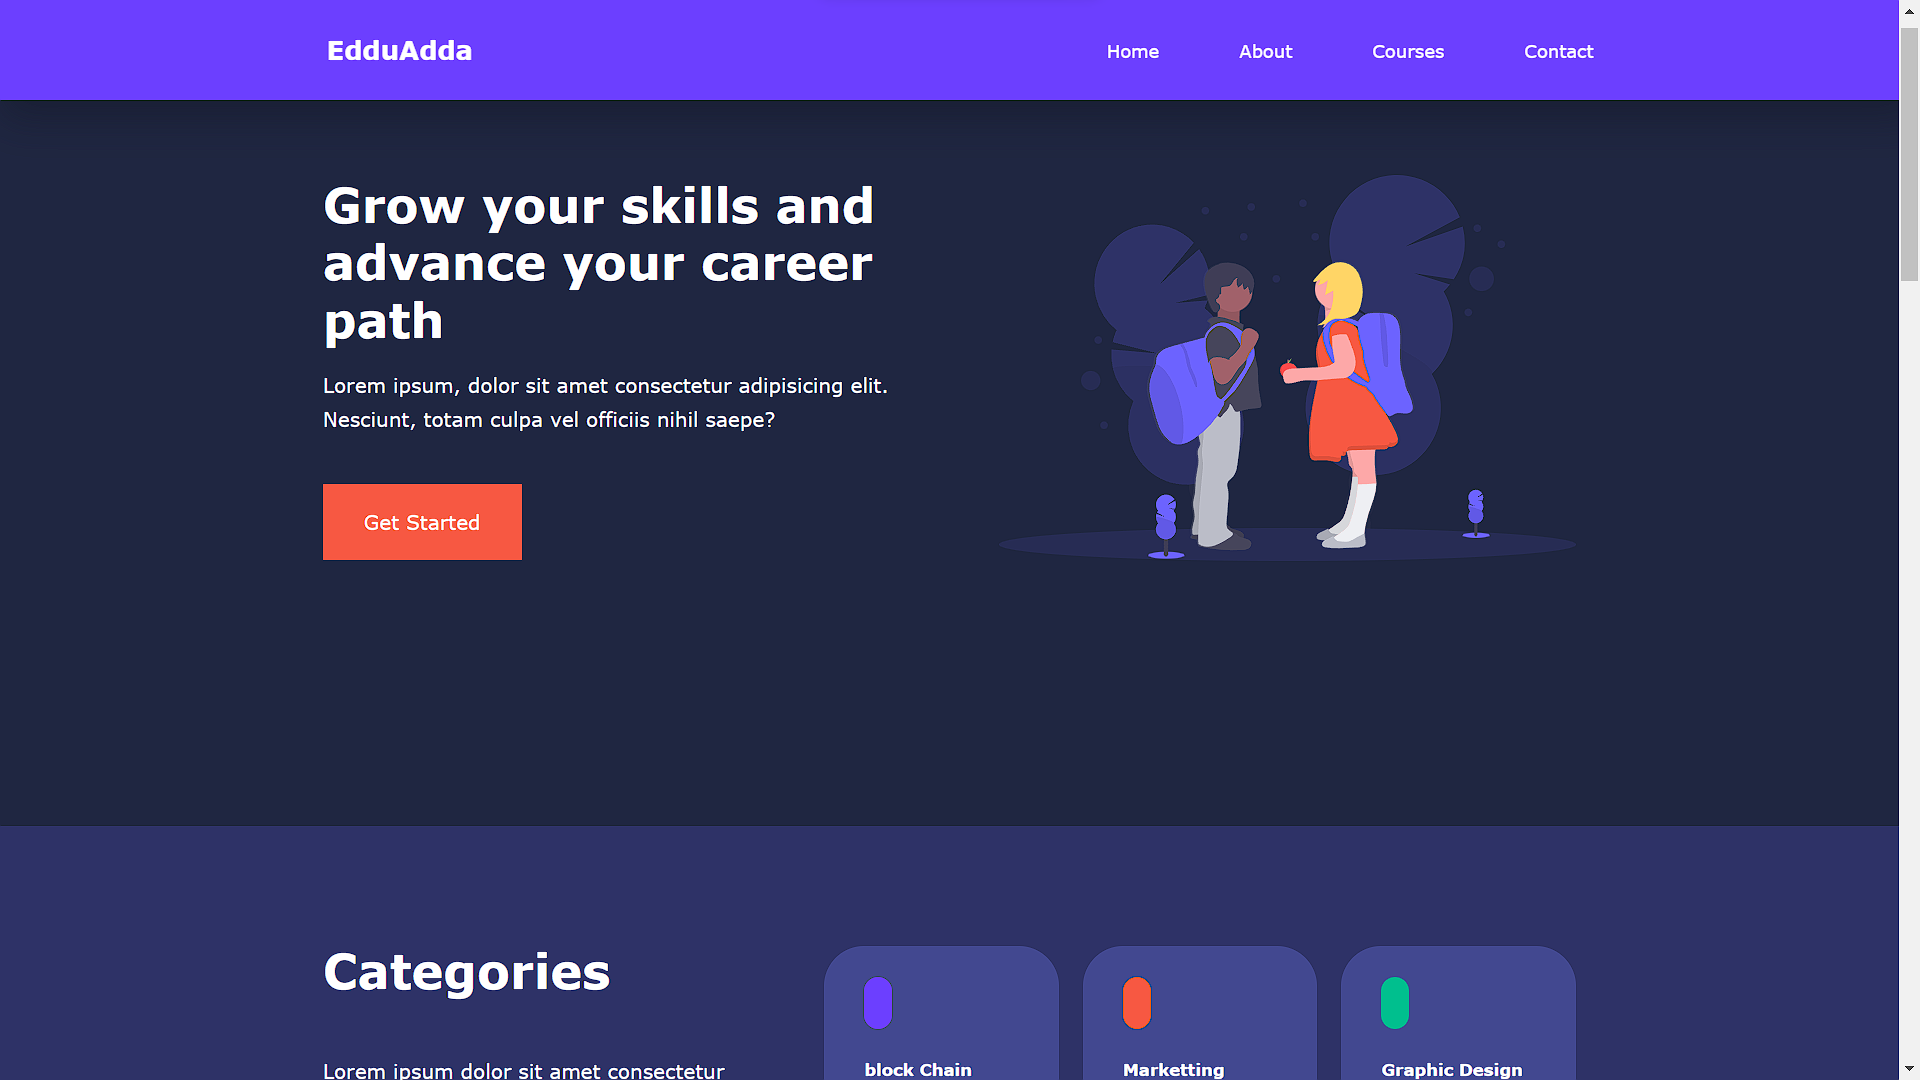 EdduAdda
Home
About
Courses
Contact
Grow your skills and
advance your career
path
Lorem ipsum, dolor sit amet consectetur adipisicing elit.
Nesciunt, totam culpa vel officiis nihil saepe?
Get Started
Categories
Lorem ipsum dolor sit amet consectetur
block Chain
Marketting
Graphic Design